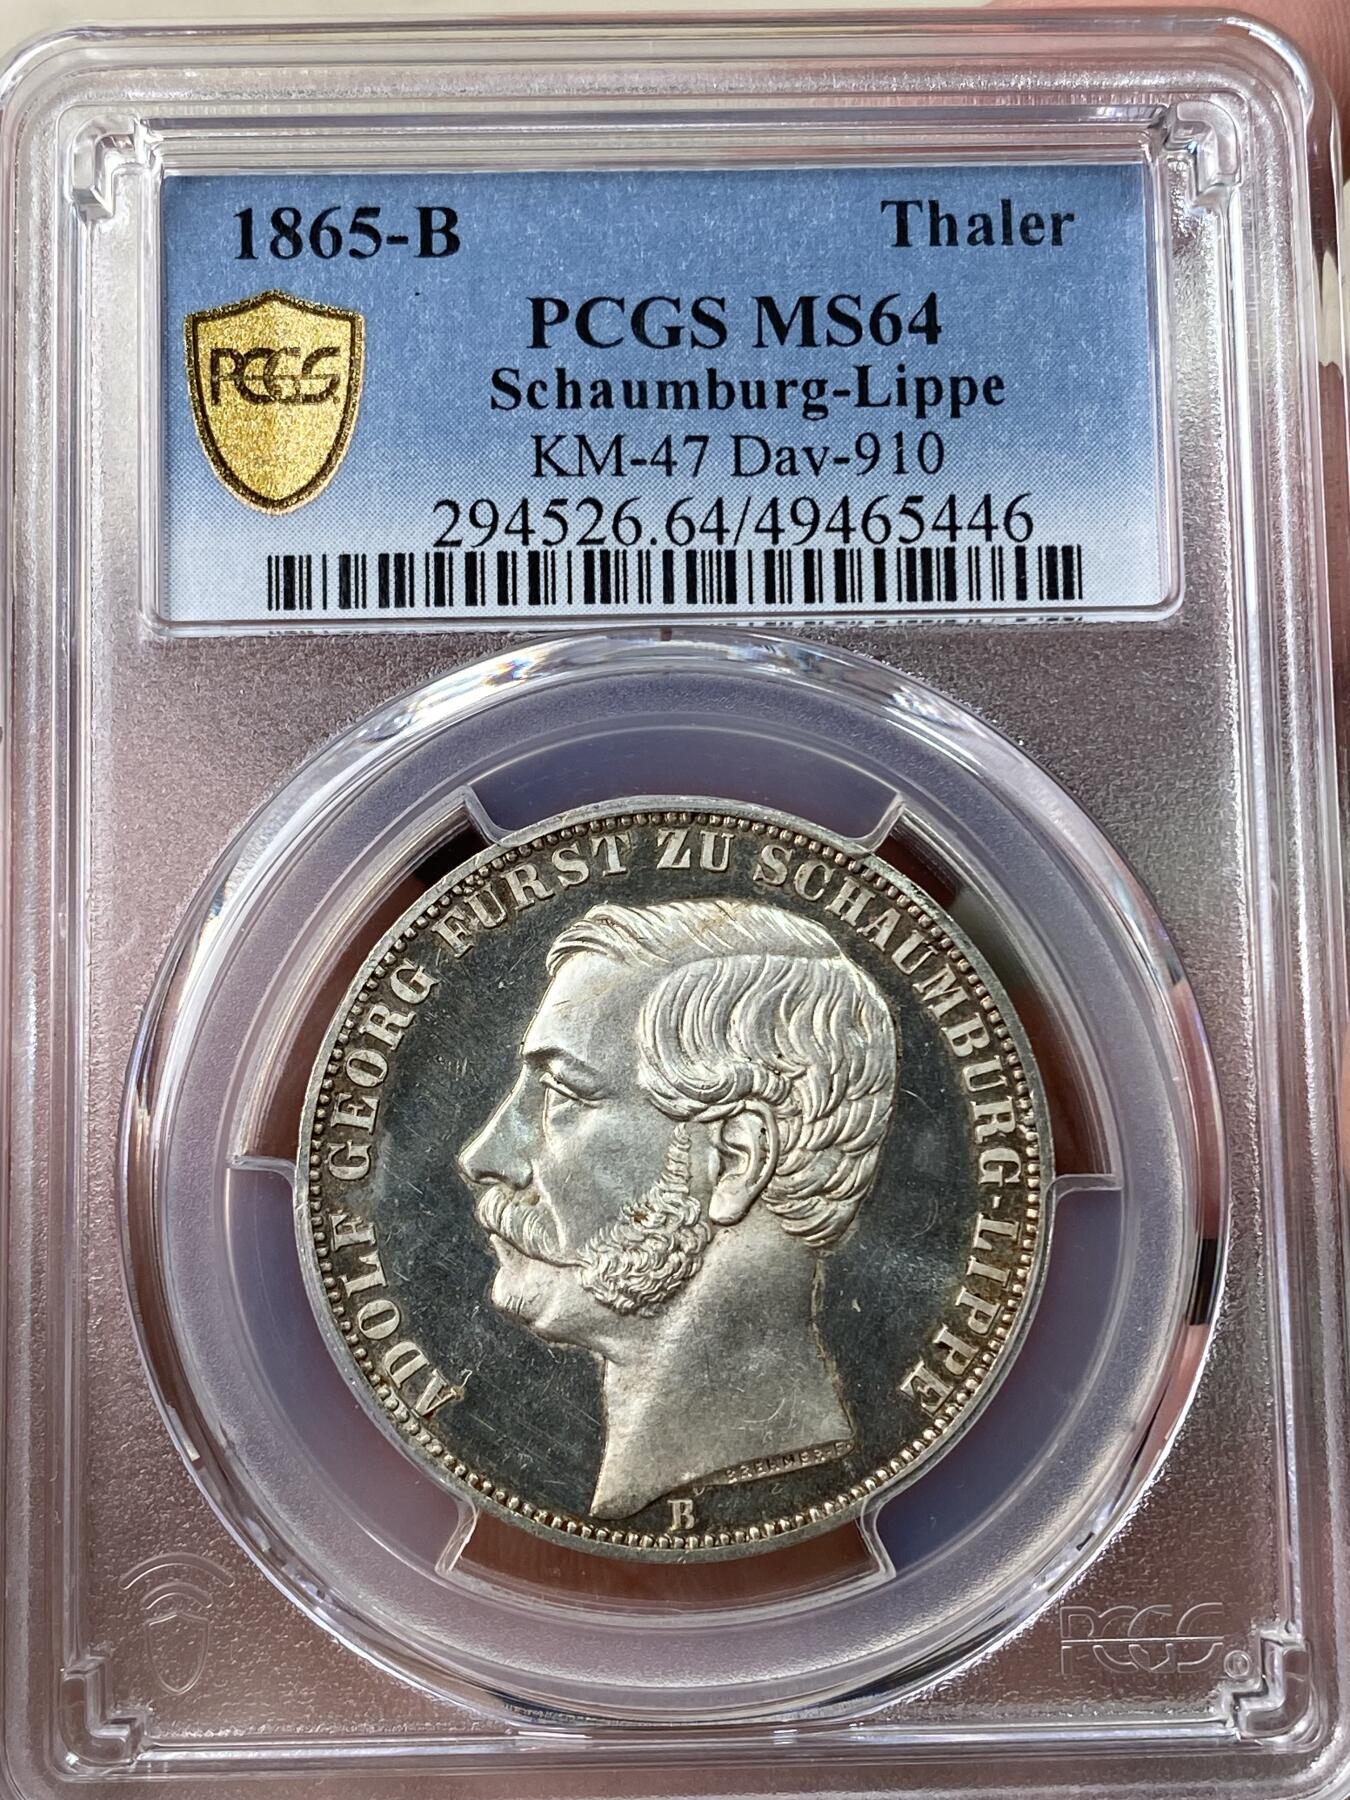 1865-B
Thaler
PCGS MS64
PCGS
Schaumburg-Lippe
KM-47 Dav-910
294526.64/49465446
ADOLF GEORG FÜRST ZU SCHAUMBURG-LIPPE
BREHMER F.
B
PCGS